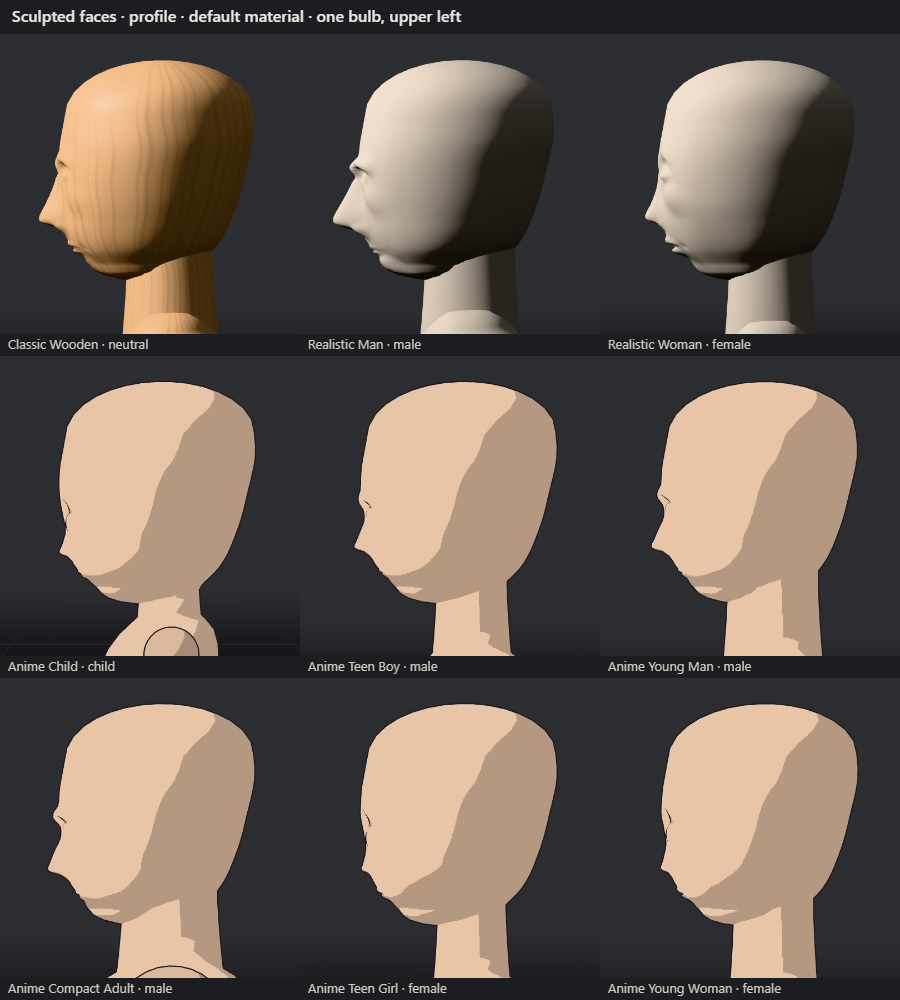 Sculpted faces · profile · default material · one bulb, upper left
Classic Wooden · neutral
Realistic Man · male
Realistic Woman · female
Anime Child · child
Anime Teen Boy · male
Anime Young Man · male
Anime Compact Adult · male
Anime Teen Girl · female
Anime Young Woman · female